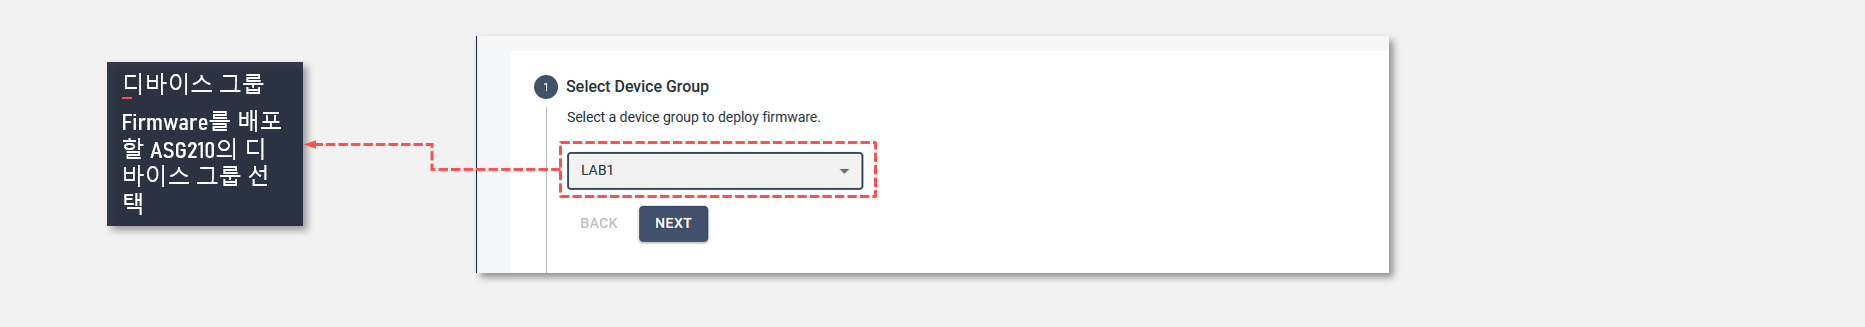 디바이스 그룹
Firmware를 배포
할 ASG210의 디
바이스 그룹 선
택
1 Select Device Group
Select a device group to deploy firmware.
LAB1
BACK NEXT